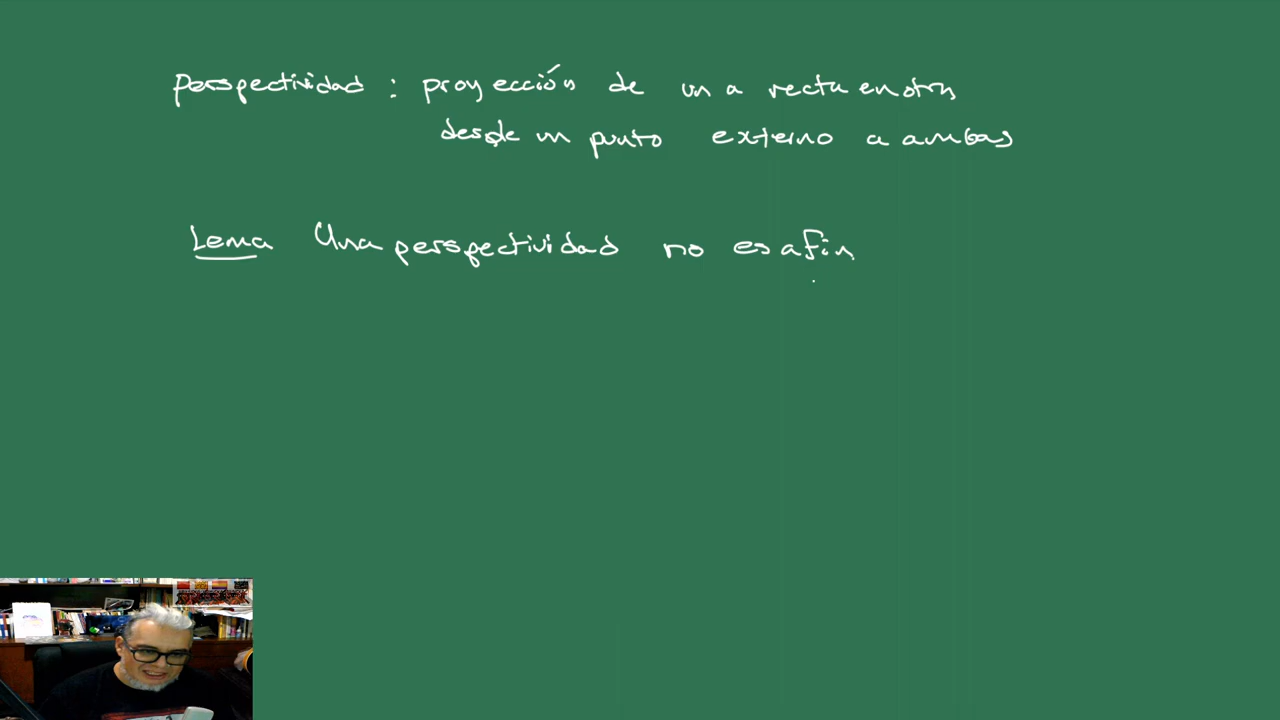 perspectividad : proyección de una recta en otra
desde un punto externo a ambas
Lema Una perspectividad no es afín